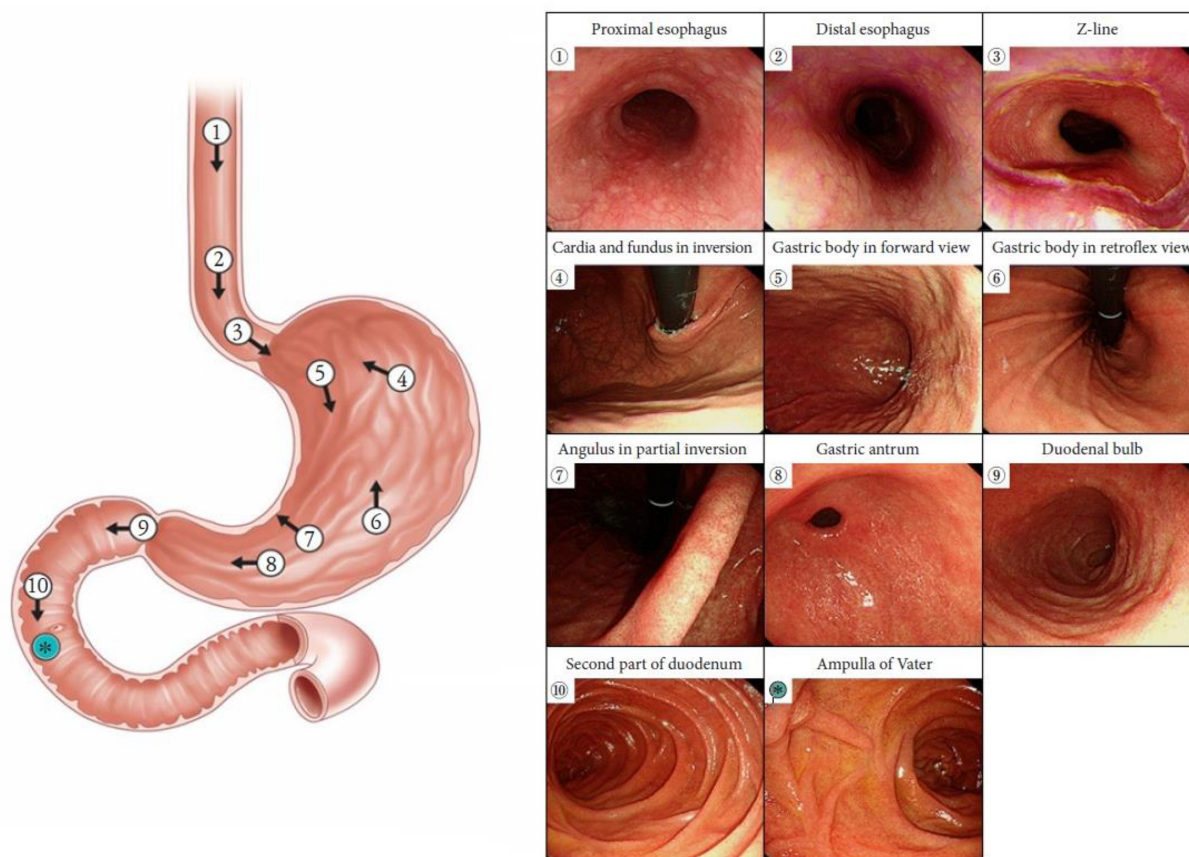 1
2
3
4
5
6
7
8
9
10
*
Proximal esophagus
①
Distal esophagus
②
Z-line
③
Cardia and fundus in inversion
④
Gastric body in forward view
⑤
Gastric body in retroflex view
⑥
Angulus in partial inversion
⑦
Gastric antrum
⑧
Duodenal bulb
⑨
Second part of duodenum
⑩
Ampulla of Vater
*